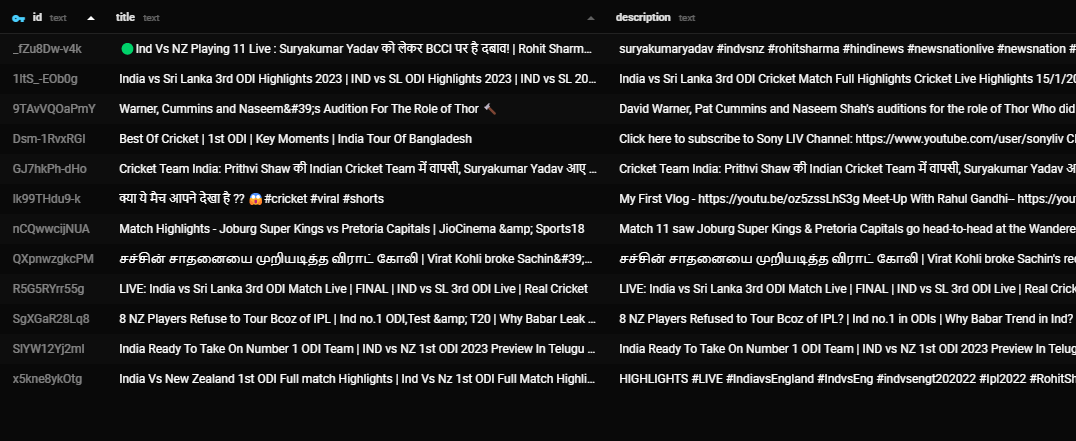 id text title text description text
_fZu8Dw-v4k 🟢Ind Vs NZ Playing 11 Live : Suryakumar Yadav को लेकर BCCI पर है दबाव! | Rohit Sharm... suryakumaryadav #indvsnz #rohitsharma #hindinews #newsnationlive #newsnation #
1ItS_-EOb0g India vs Sri Lanka 3rd ODI Highlights 2023 | IND vs SL ODI Highlights 2023 | IND vs SL 20... India vs Sri Lanka 3rd ODI Cricket Match Full Highlights Cricket Live Highlights 15/1/20
9TAvVQOaPmY Warner, Cummins and Naseem&#39;s Audition For The Role of Thor 🔨 David Warner, Pat Cummins and Naseem Shah's auditions for the role of Thor Who did
Dsm-1RvxRGI Best Of Cricket | 1st ODI | Key Moments | India Tour Of Bangladesh Click here to subscribe to Sony LIV Channel: https://www.youtube.com/user/sonyliv Cl
GJ7hkPh-dHo Cricket Team India: Prithvi Shaw की Indian Cricket Team में वापसी, Suryakumar Yadav आए ... Cricket Team India: Prithvi Shaw की Indian Cricket Team में वापसी, Suryakumar Yadav
Ik99THdu9-k क्या ये मैच आपने देखा है ?? 😱#cricket #viral #shorts My First Vlog - https://youtu.be/oz5zssLhS3g Meet-Up With Rahul Gandhi-- https://yout
nCQwwcijNUA Match Highlights - Joburg Super Kings vs Pretoria Capitals | JioCinema &amp; Sports18 Match 11 saw Joburg Super Kings & Pretoria Capitals go head-to-head at the Wandere
QXpnwzgkcPM சச்சின் சாதனையை முறியடித்த விராட் கோலி | Virat Kohli broke Sachin&#39;... சச்சின் சாதனையை முறியடித்த விராட் கோலி | Virat Kohli broke Sachin's rec
R5G5RYrr55g LIVE: India vs Sri Lanka 3rd ODI Match Live | FINAL | IND vs SL 3rd ODI Live | Real Cricket LIVE: India vs Sri Lanka 3rd ODI Match Live | FINAL | IND vs SL 3rd ODI Live | Real Crick
SgXGaR28Lq8 8 NZ Players Refuse to Tour Bcoz of IPL | Ind no.1 ODI,Test &amp; T20 | Why Babar Leak ... 8 NZ Players Refused to Tour Bcoz of IPL? | Ind no.1 in ODIs | Why Babar Trend in Ind?
SlYW12Yj2mI India Ready To Take On Number 1 ODI Team | IND vs NZ 1st ODI 2023 Preview In Telugu ... India Ready To Take On Number 1 ODI Team | IND vs NZ 1st ODI 2023 Preview In Telug
x5kne8ykOtg India Vs New Zealand 1st ODI Full match Highlights | Ind Vs Nz 1st ODI Full Match Highli... HIGHLIGHTS #LIVE #IndiavsEngland #IndvsEng #indvsengt202022 #Ipl2022 #RohitSh